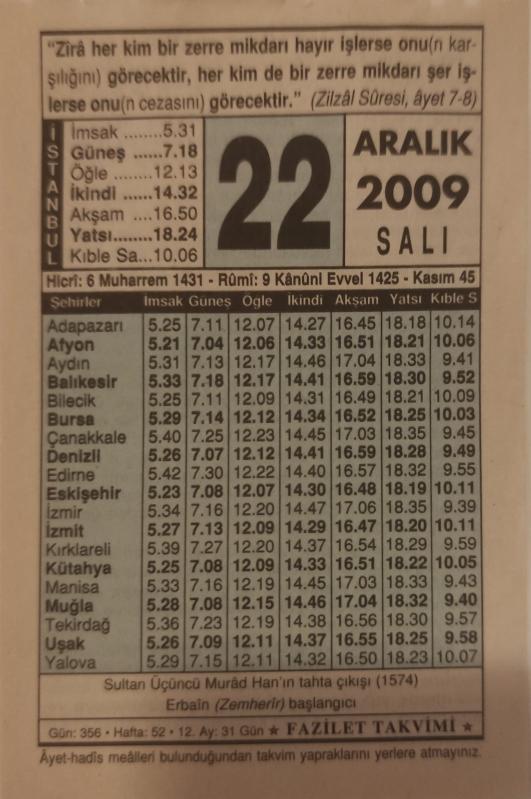 "Zîrâ her kim bir zerre mikdarı hayır işlerse onu(n kar-
şılığını) görecektir, her kim de bir zerre mikdarı şer iş-
lerse onu(n cezasını) görecektir." (Zilzâl Sûresi, âyet 7-8)
İSTANBUL
İmsak ........5.31
Güneş ......7.18
Öğle ........12.13
İkindi ......14.32
Akşam ....16.50
Yatsı........18.24
Kıble Sa...10.06
22
ARALIK
2009
SALI
Hicrî: 6 Muharrem 1431 - Rûmî: 9 Kânûni Evvel 1425 - Kasım 45
Şehirler İmsak Güneş Öğle İkindi Akşam Yatsı Kıble S
Adapazarı 5.25 7.11 12.07 14.27 16.45 18.18 10.14
Afyon 5.21 7.04 12.06 14.33 16.51 18.21 10.06
Aydın 5.31 7.13 12.17 14.46 17.04 18.33 9.41
Balıkesir 5.33 7.18 12.17 14.41 16.59 18.30 9.52
Bilecik 5.25 7.11 12.09 14.31 16.49 18.21 10.09
Bursa 5.29 7.14 12.12 14.34 16.52 18.25 10.03
Çanakkale 5.40 7.25 12.23 14.45 17.03 18.35 9.45
Denizli 5.26 7.07 12.12 14.41 16.59 18.28 9.49
Edirne 5.42 7.30 12.22 14.40 16.57 18.32 9.55
Eskişehir 5.23 7.08 12.07 14.30 16.48 18.19 10.11
İzmir 5.34 7.16 12.20 14.47 17.06 18.35 9.39
İzmit 5.27 7.13 12.09 14.29 16.47 18.20 10.11
Kırklareli 5.39 7.27 12.20 14.37 16.54 18.29 9.59
Kütahya 5.25 7.08 12.09 14.33 16.51 18.22 10.05
Manisa 5.33 7.16 12.19 14.45 17.03 18.33 9.43
Muğla 5.28 7.08 12.15 14.46 17.04 18.32 9.40
Tekirdağ 5.36 7.23 12.19 14.38 16.56 18.30 9.57
Uşak 5.26 7.09 12.11 14.37 16.55 18.25 9.58
Yalova 5.29 7.15 12.11 14.32 16.50 18.23 10.07
Sultan Üçüncü Murâd Han'ın tahta çıkışı (1574)
Erbaîn (Zemherîr) başlangıcı
Gün: 356 • Hafta: 52 • 12. Ay: 31 Gün ★ FAZİLET TAKVİMİ ★
Âyet-hadîs meâlleri bulunduğundan takvim yapraklarını yerlere atmayınız.